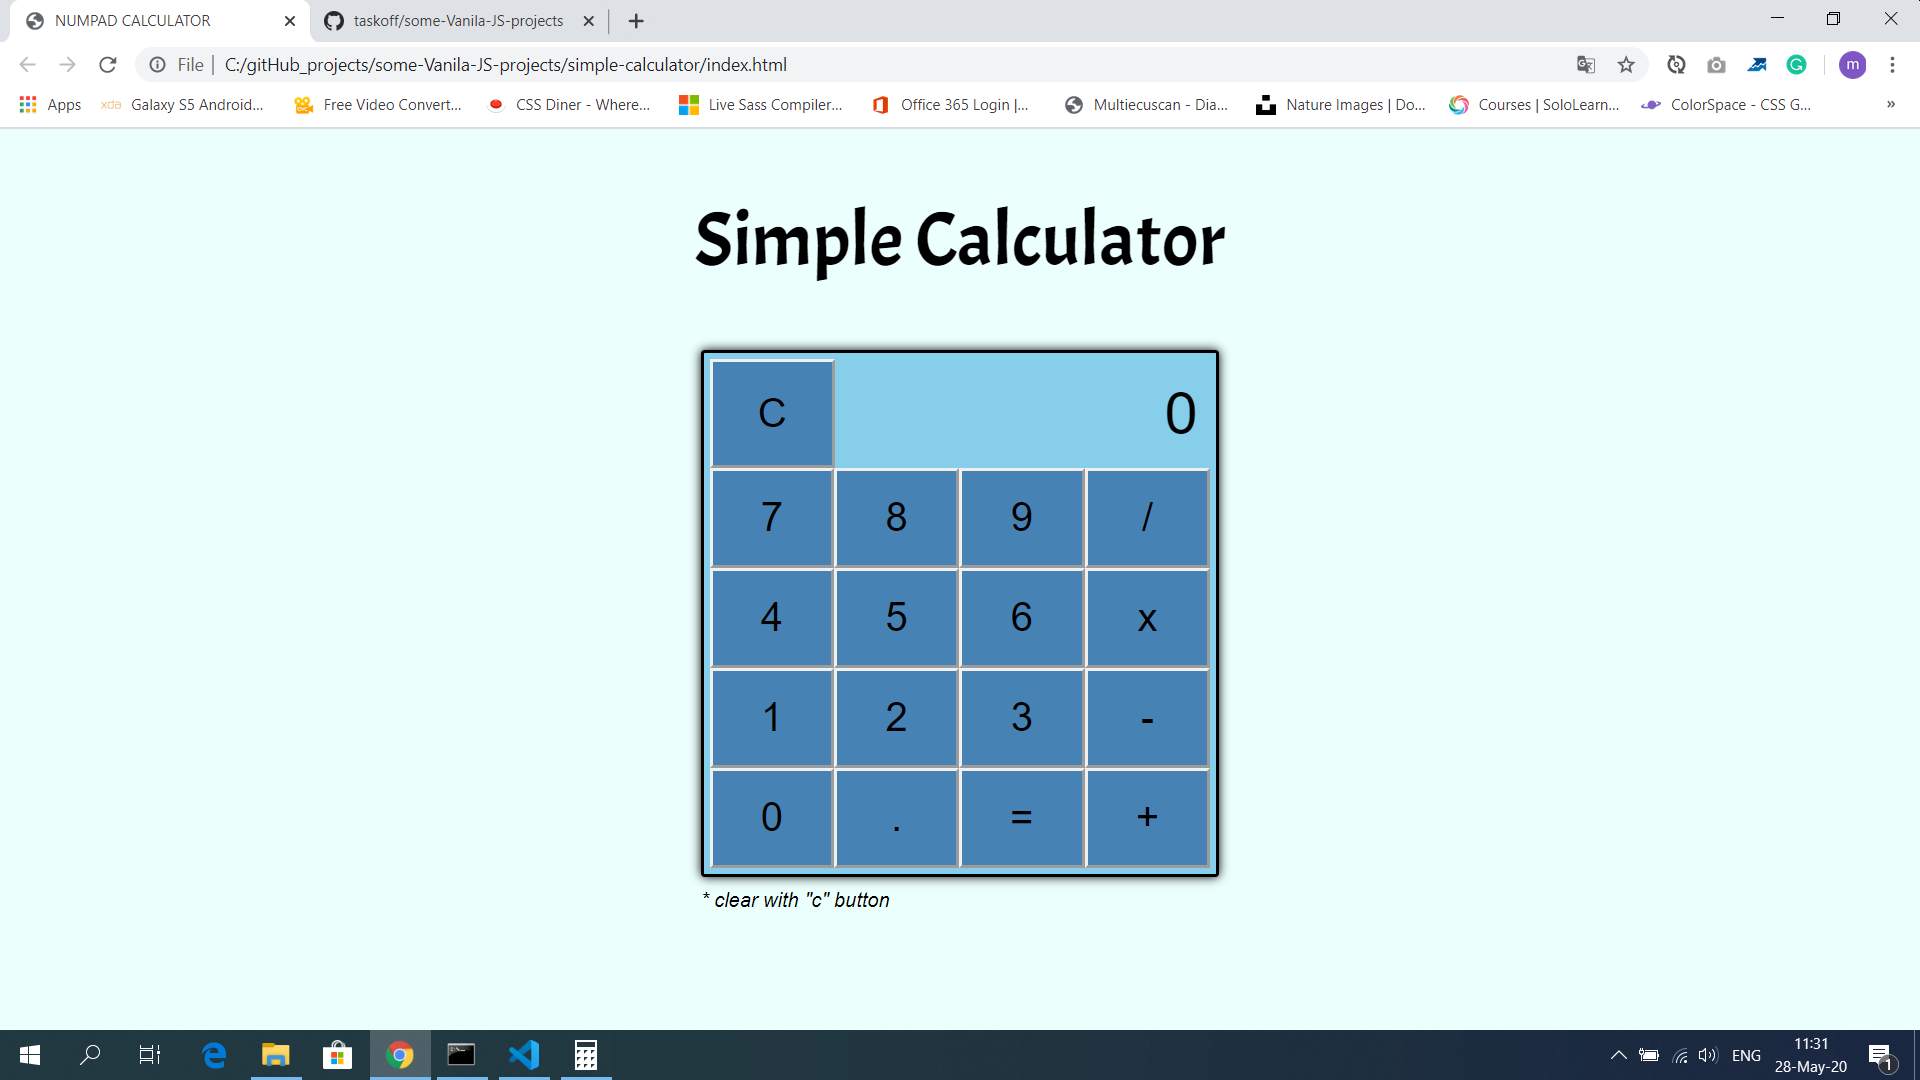 NUMPAD CALCULATOR
taskoff/some-Vanila-JS-projects
File | C:/gitHub_projects/some-Vanila-JS-projects/simple-calculator/index.html
m
Apps xda Galaxy S5 Android... Free Video Convert... CSS Diner - Where... Live Sass Compiler... Office 365 Login |... Multiecuscan - Dia... Nature Images | Do... Courses | SoloLearn... ColorSpace - CSS G... »
Simple Calculator
C 0
7 8 9 /
4 5 6 x
1 2 3 -
0 . = +
* clear with "c" button
ENG
11:31
28-May-20
1